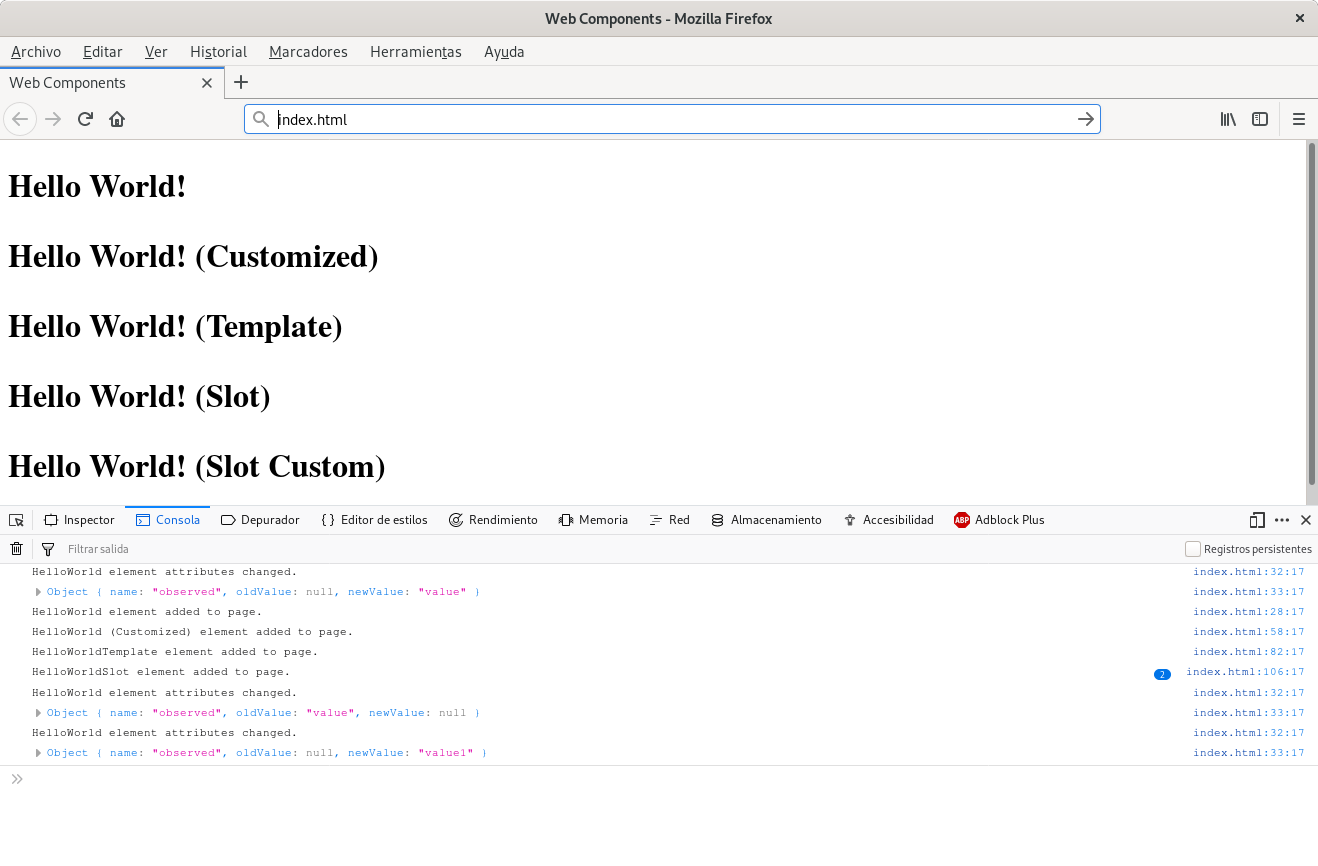 Web Components - Mozilla Firefox
Archivo Editar Ver Historial Marcadores Herramientas Ayuda
Web Components
index.html
Hello World!
Hello World! (Customized)
Hello World! (Template)
Hello World! (Slot)
Hello World! (Slot Custom)
Inspector Consola Depurador Editor de estilos Rendimiento Memoria Red Almacenamiento Accesibilidad ABP Adblock Plus
Filtrar salida Registros persistentes
HelloWorld element attributes changed. index.html:32:17
Object { name: "observed", oldValue: null, newValue: "value" } index.html:33:17
HelloWorld element added to page. index.html:28:17
HelloWorld (Customized) element added to page. index.html:58:17
HelloWorldTemplate element added to page. index.html:82:17
HelloWorldSlot element added to page. 2 index.html:106:17
HelloWorld element attributes changed. index.html:32:17
Object { name: "observed", oldValue: "value", newValue: null } index.html:33:17
HelloWorld element attributes changed. index.html:32:17
Object { name: "observed", oldValue: null, newValue: "value1" } index.html:33:17